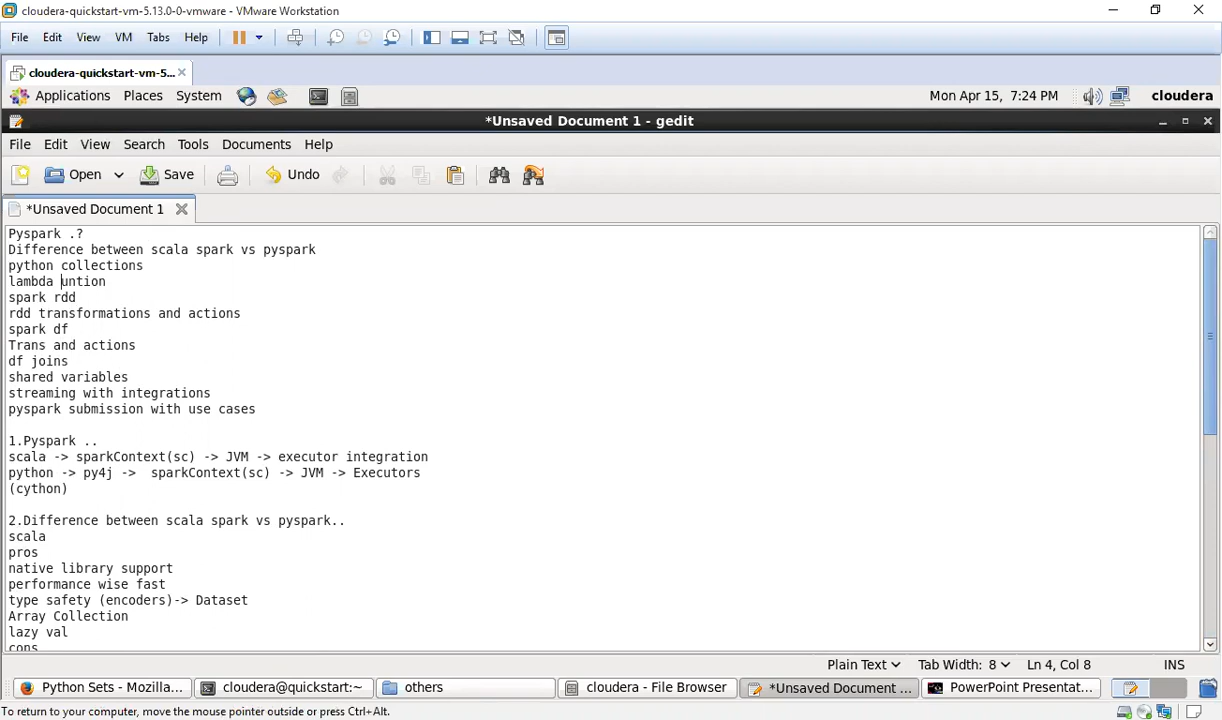 cloudera-quickstart-vm-5.13.0-0-vmware - VMware Workstation
File Edit View VM Tabs Help
cloudera-quickstart-vm-5...
Applications Places System Mon Apr 15, 7:24 PM cloudera
*Unsaved Document 1 - gedit
File Edit View Search Tools Documents Help
Open Save Undo
*Unsaved Document 1
Pyspark .?
Difference between scala spark vs pyspark
python collections
lambda untion
spark rdd
rdd transformations and actions
spark df
Trans and actions
df joins
shared variables
streaming with integrations
pyspark submission with use cases
1.Pyspark ..
scala -> sparkContext(sc) -> JVM -> executor integration
python -> py4j -> sparkContext(sc) -> JVM -> Executors
(cython)
2.Difference between scala spark vs pyspark..
scala
pros
native library support
performance wise fast
type safety (encoders)-> Dataset
Array Collection
lazy val
cons
Plain Text Tab Width: 8 Ln 4, Col 8 INS
Python Sets - Mozilla... cloudera@quickstart:~ others cloudera - File Browser *Unsaved Document ... PowerPoint Presentat...
To return to your computer, move the mouse pointer outside or press Ctrl+Alt.